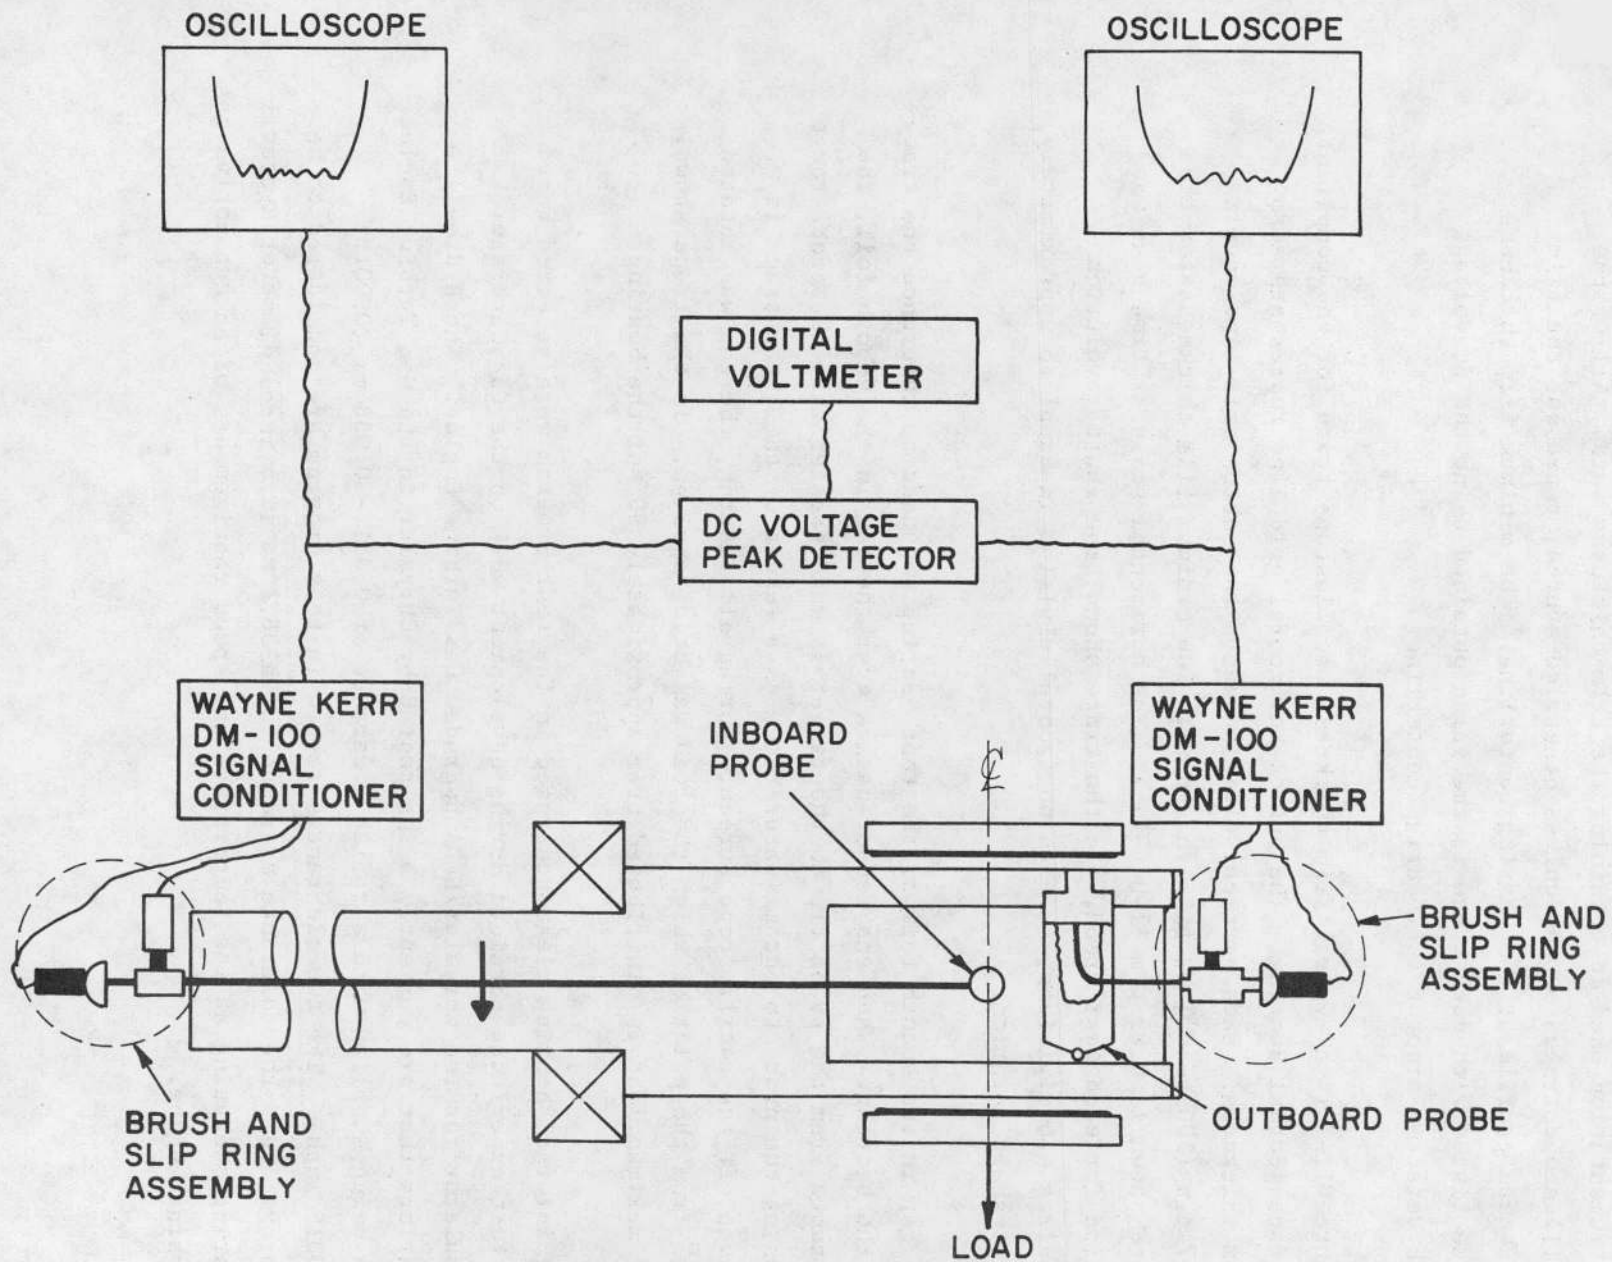 OSCILLOSCOPE
OSCILLOSCOPE
DIGITAL
VOLTMETER
DC VOLTAGE
PEAK DETECTOR
WAYNE KERR
DM-100
SIGNAL
CONDITIONER
INBOARD
PROBE
℄
WAYNE KERR
DM-100
SIGNAL
CONDITIONER
BRUSH AND
SLIP RING
ASSEMBLY
OUTBOARD PROBE
BRUSH AND
SLIP RING
ASSEMBLY
LOAD